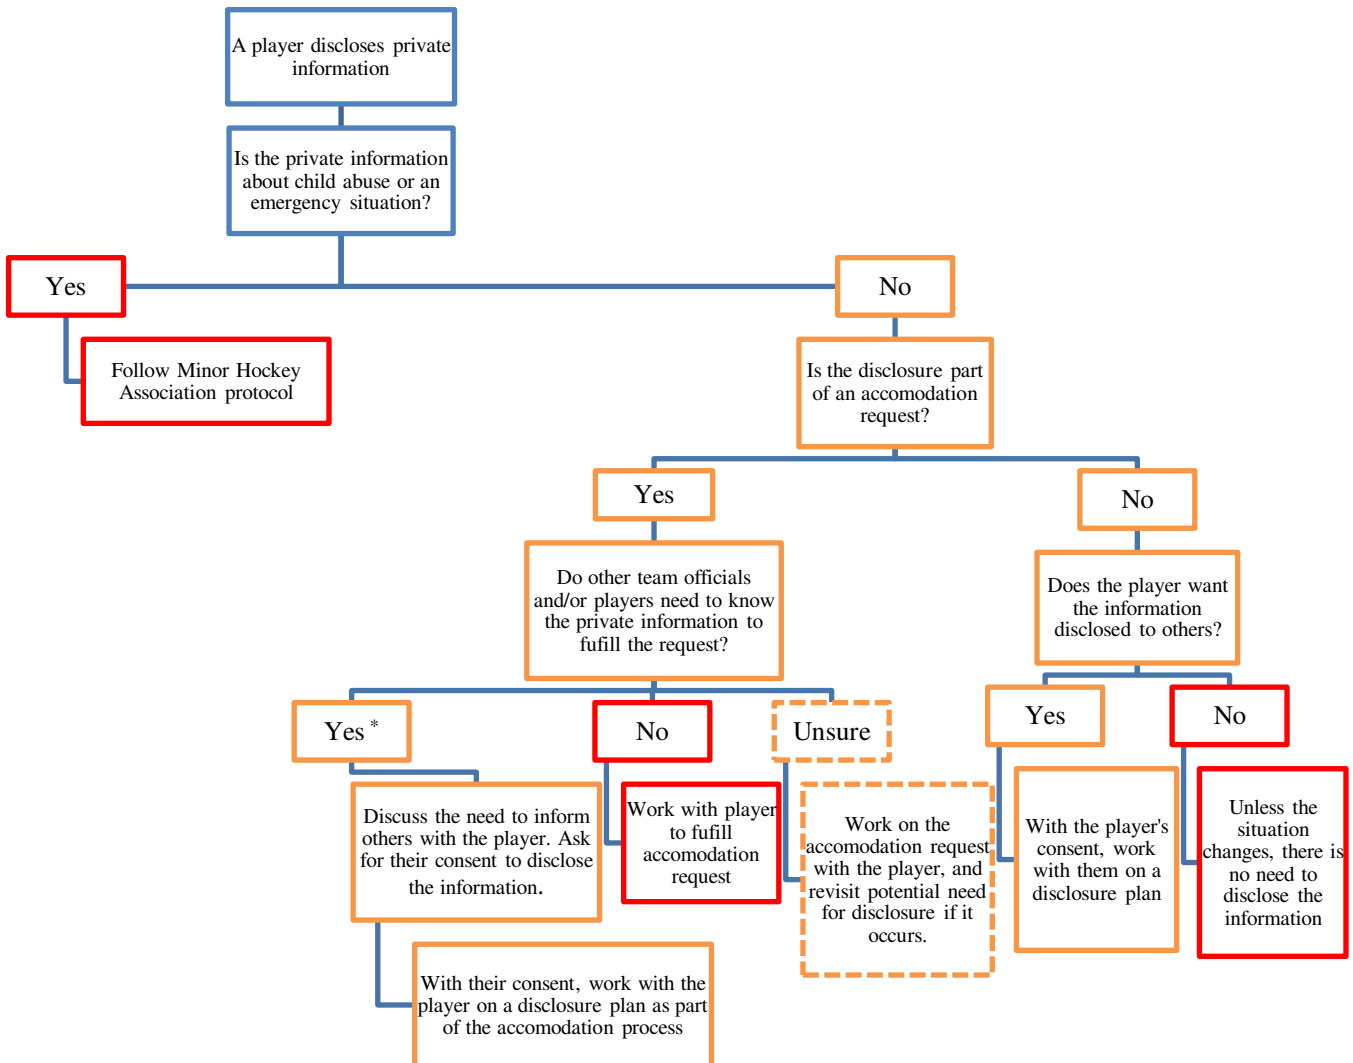 A player discloses private
information
Is the private information
about child abuse or an
emergency situation?
Yes
No
Follow Minor Hockey
Association protocol
Is the disclosure part
of an accomodation
request?
Yes
No
Do other team officials
and/or players need to know
the private information to
fufill the request?
Does the player want
the information
disclosed to others?
Yes *
No
Unsure
Yes
No
Discuss the need to inform
others with the player. Ask
for their consent to disclose
the information.
Work with player
to fufill
accomodation
request
Work on the
accomodation request
with the player, and
revisit potential need
for disclosure if it
occurs.
With the player's
consent, work
with them on a
disclosure plan
Unless the
situation
changes, there is
no need to
disclose the
information
With their consent, work with the
player on a disclosure plan as part
of the accomodation process